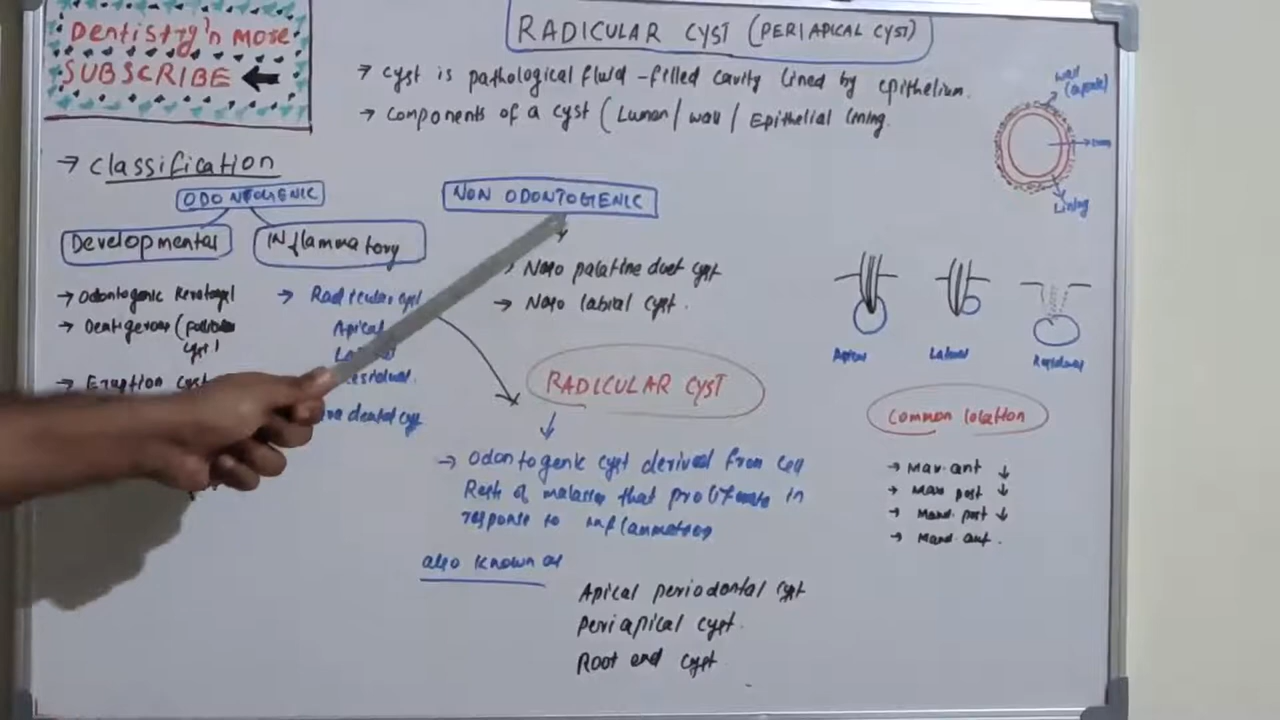 Dentistry'n more
SUBSCRIBE
RADICULAR CYST (PERIAPICAL CYST)
→ cyst is pathological fluid-filled cavity lined by epithelium.
→ components of a cyst (Lumen/wall/Epithelial lining.
wall
(capsule)
Lumen
Lining
→ Classification
ODONTOGENIC
NON ODONTOGENIC
Developmental
Inflammatory
→ Odontogenic Keratocyst
→ Dentigerous (follicular
cyst)
→ Eruption cyst
→ Radicular cyst
Apical
Residual.
dental cyst
Naso palatine duct cyst
→ Naso labial cyst.
RADICULAR CYST
→ Odontogenic cyst derived from cell
Rest of malassez that proliferate in
response to inflammation
also known as
Apical periodontal cyst
Periapical cyst.
Root end cyst
Apical
Lateral
Residual
Common location
→ Max. ant ↓
→ Max post ↓
→ Mand. post ↓
→ Mand. ant.